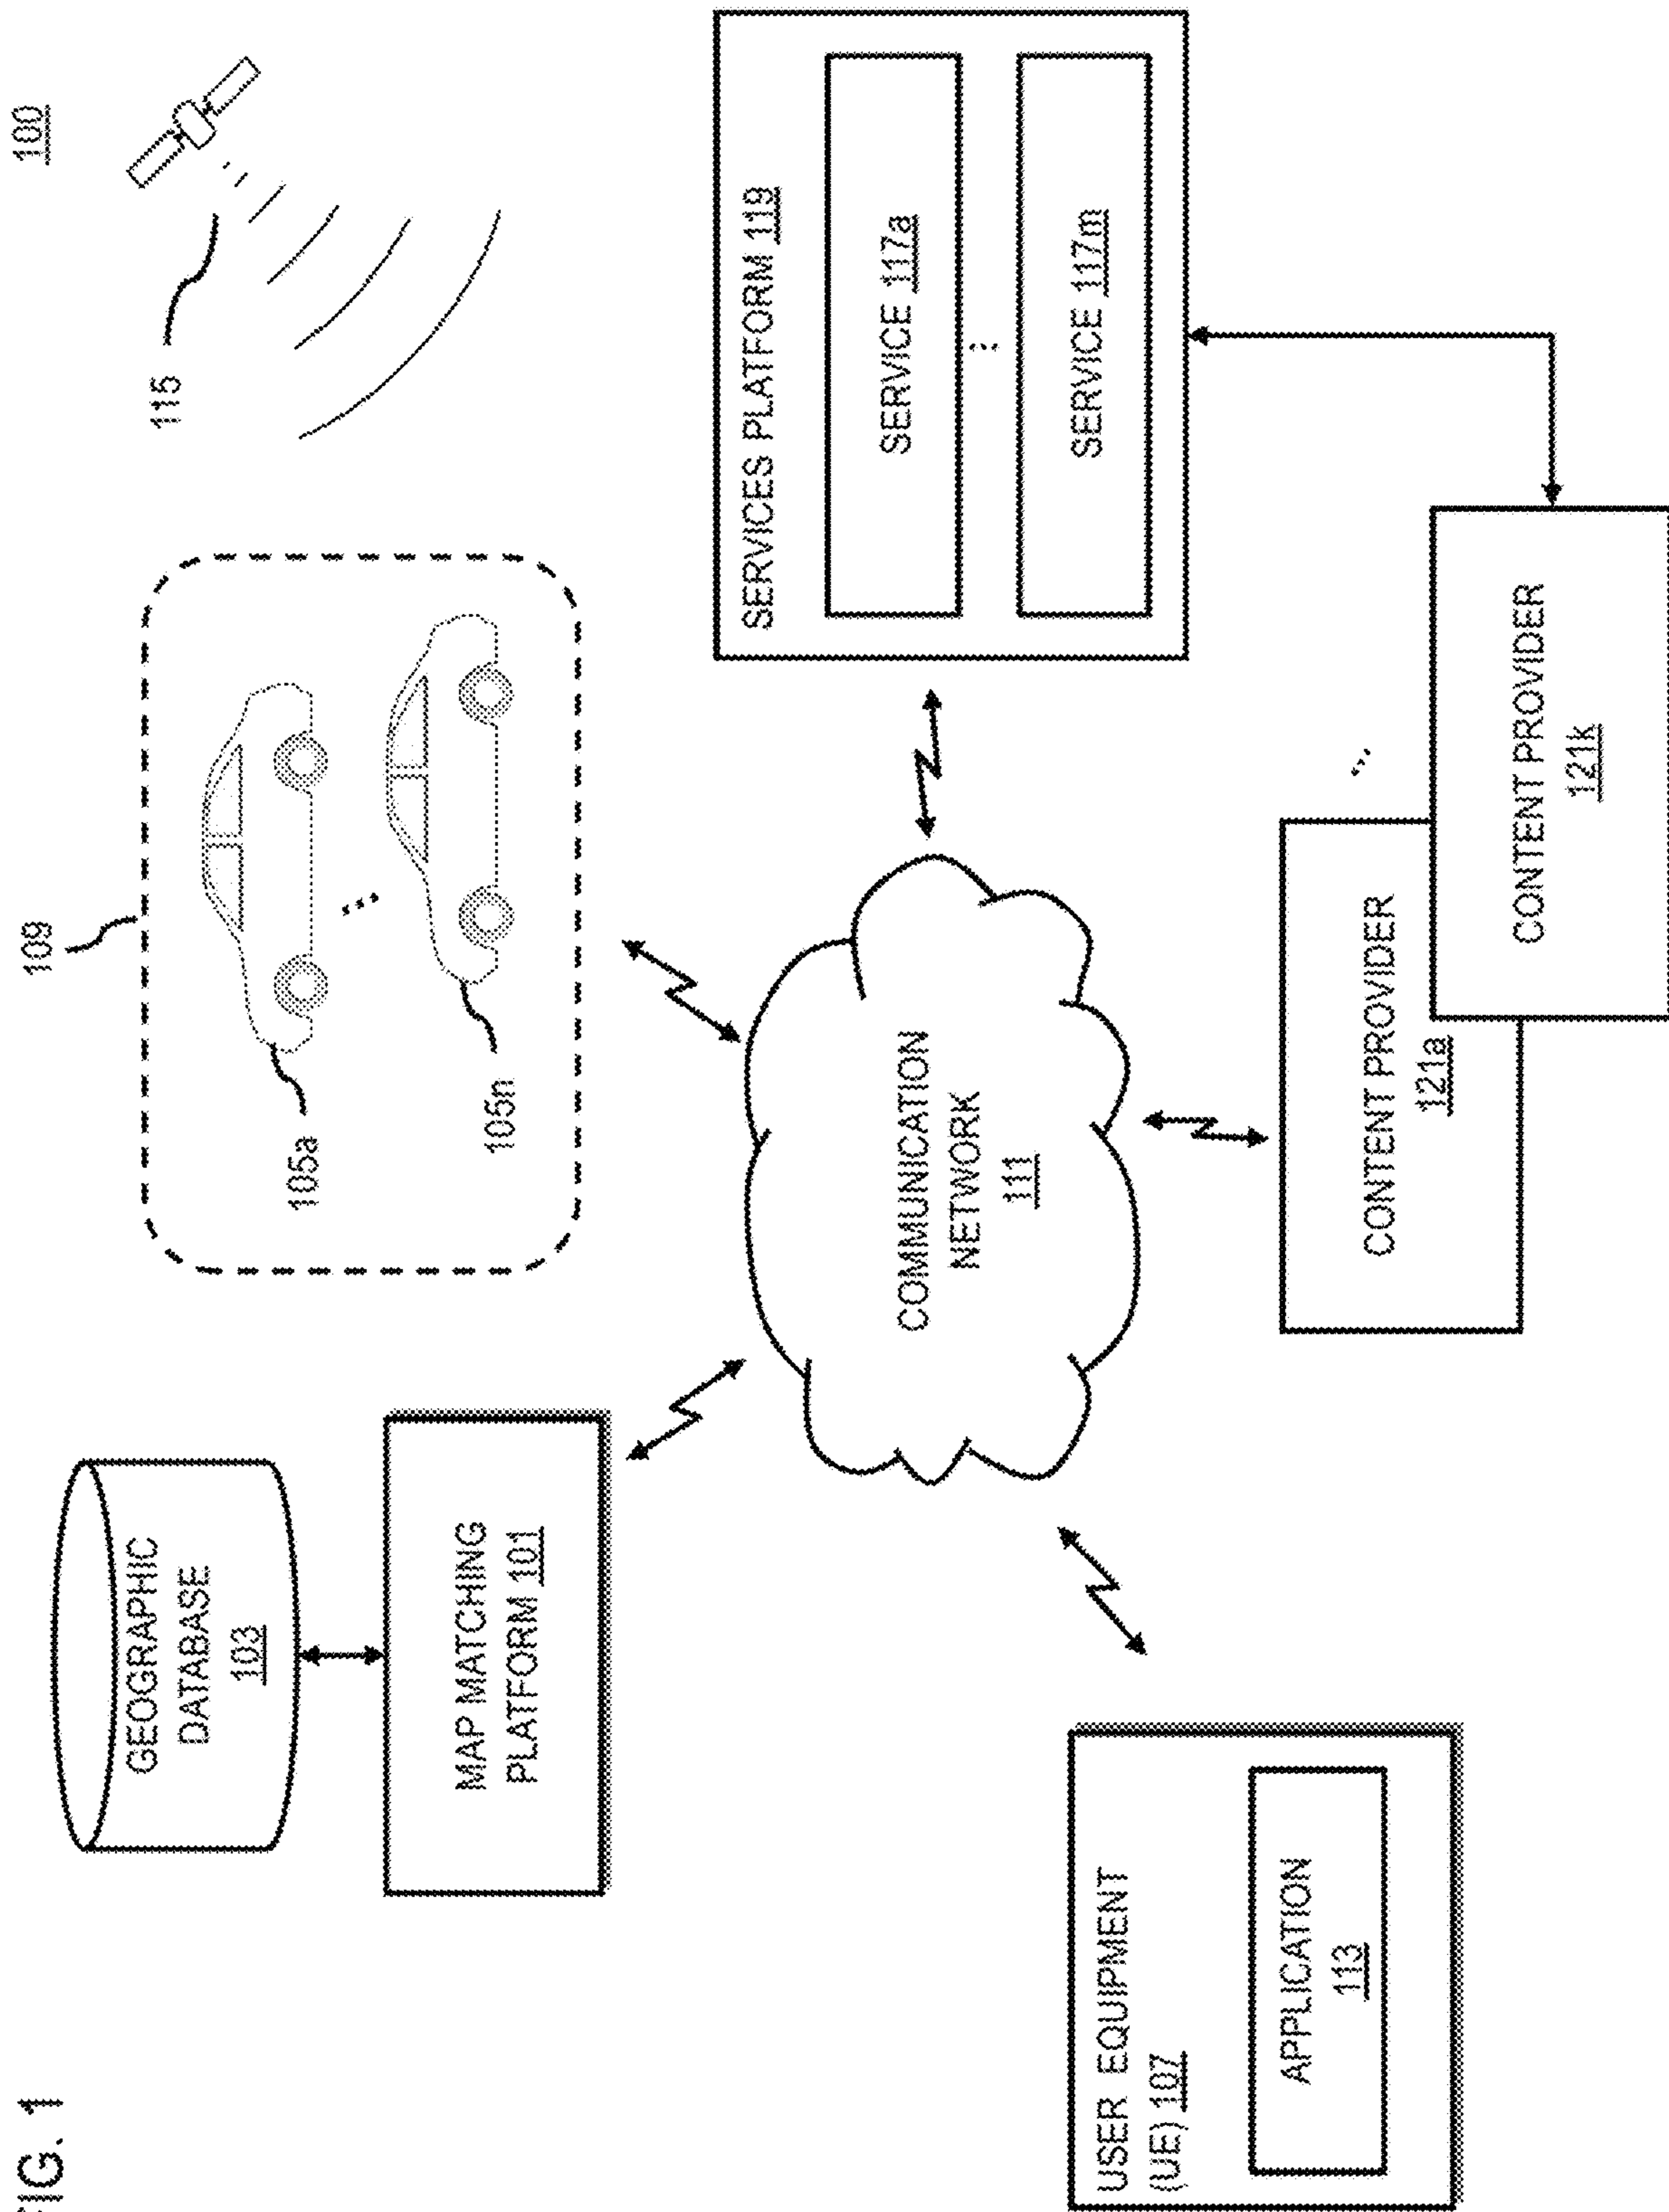 FIG. 1
100
GEOGRAPHIC
DATABASE
103
MAP MATCHING
PLATFORM 101
109
105a
105n
115
COMMUNICATION
NETWORK
111
SERVICES PLATFORM 119
SERVICE 117a
...
SERVICE 117m
USER EQUIPMENT
(UE) 107
APPLICATION
113
CONTENT PROVIDER
121a
...
CONTENT PROVIDER
121k